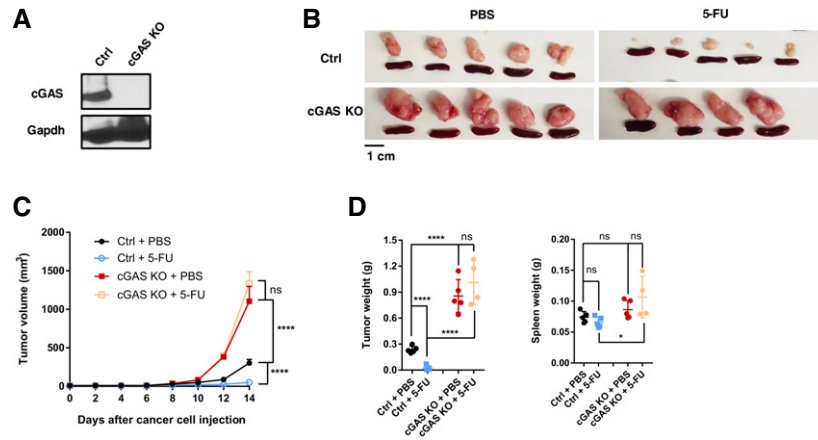 A
Ctrl
cGAS KO
cGAS
Gapdh
B
PBS
5-FU
Ctrl
cGAS KO
1 cm
C
Tumor volume (mm³)
2000
1500
1000
500
0
0 2 4 6 8 10 12 14
Days after cancer cell injection
Ctrl + PBS
Ctrl + 5-FU
cGAS KO + PBS
cGAS KO + 5-FU
ns
****
****
D
Tumor weight (g)
1.5
1.2
0.9
0.6
0.3
0.0
**** ns
****
****
Ctrl + PBS
Ctrl + 5-FU
cGAS KO + PBS
cGAS KO + 5-FU
Spleen weight (g)
0.20
0.15
0.10
0.05
0.00
ns ns
ns
*
Ctrl + PBS
Ctrl + 5-FU
cGAS KO + PBS
cGAS KO + 5-FU